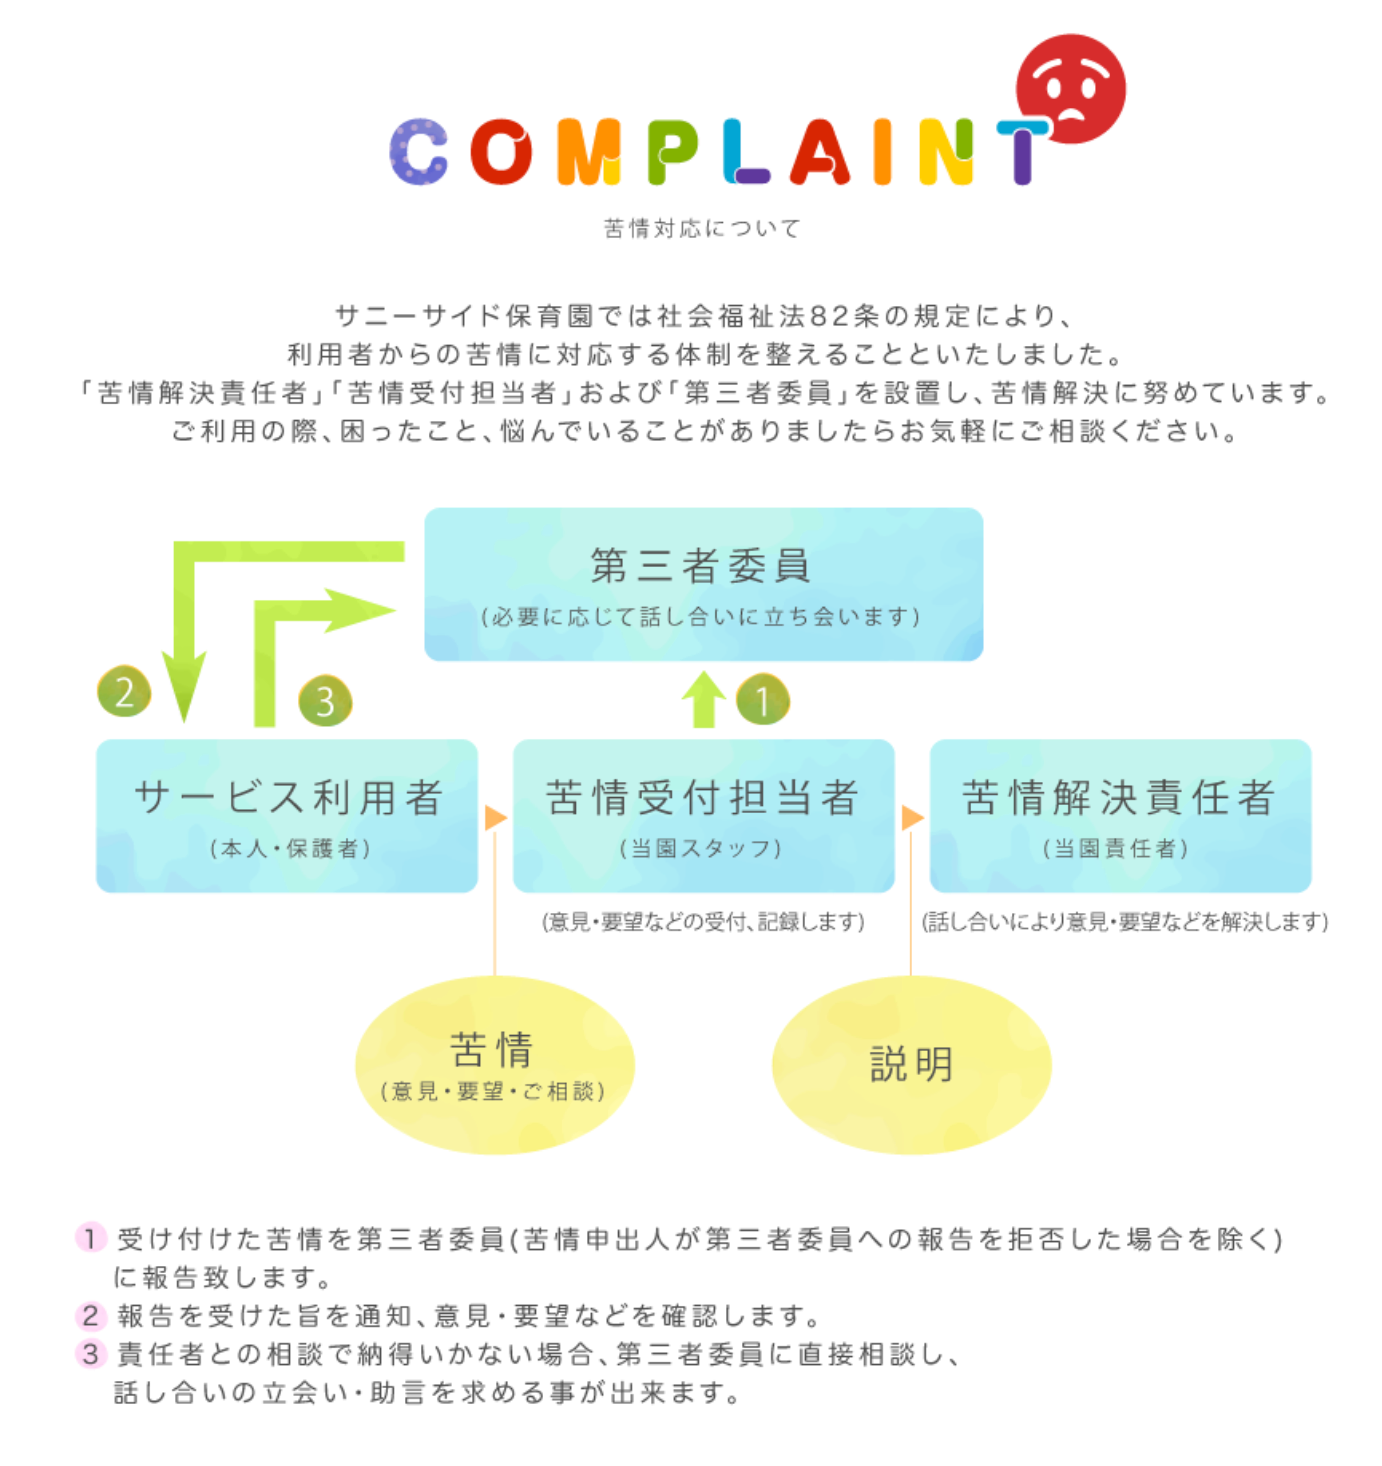 COMPLAINT
苦情対応について
サニーサイド保育園では社会福祉法82条の規定により、
利用者からの苦情に対応する体制を整えることといたしました。
「苦情解決責任者」「苦情受付担当者」および「第三者委員」を設置し、苦情解決に努めています。
ご利用の際、困ったこと、悩んでいることがありましたらお気軽にご相談ください。
第三者委員
(必要に応じて話し合いに立ち会います)
2
3
1
サービス利用者
(本人・保護者)
苦情受付担当者
(当園スタッフ)
苦情解決責任者
(当園責任者)
(意見・要望などの受付、記録します)
(話し合いにより意見・要望などを解決します)
苦情
(意見・要望・ご相談)
説明
1 受け付けた苦情を第三者委員(苦情申出人が第三者委員への報告を拒否した場合を除く)
に報告致します。
2 報告を受けた旨を通知、意見・要望などを確認します。
3 責任者との相談で納得いかない場合、第三者委員に直接相談し、
話し合いの立会い・助言を求める事が出来ます。